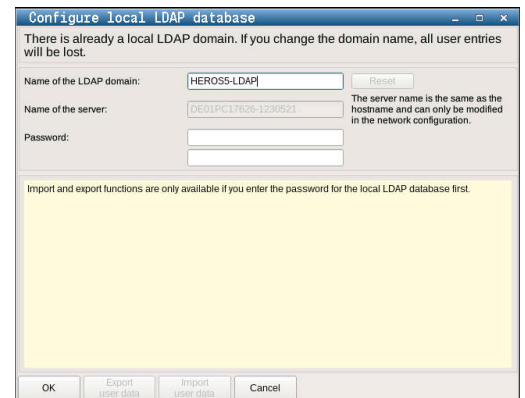 Configure local LDAP database
There is already a local LDAP domain. If you change the domain name, all user entries
will be lost.
Name of the LDAP domain:
HEROS5-LDAP
Reset
Name of the server:
DE01PC17626-1230521
The server name is the same as the
hostname and can only be modified
in the network configuration.
Password:
Import and export functions are only available if you enter the password for the local LDAP database first.
OK
Export
user data
Import
user data
Cancel